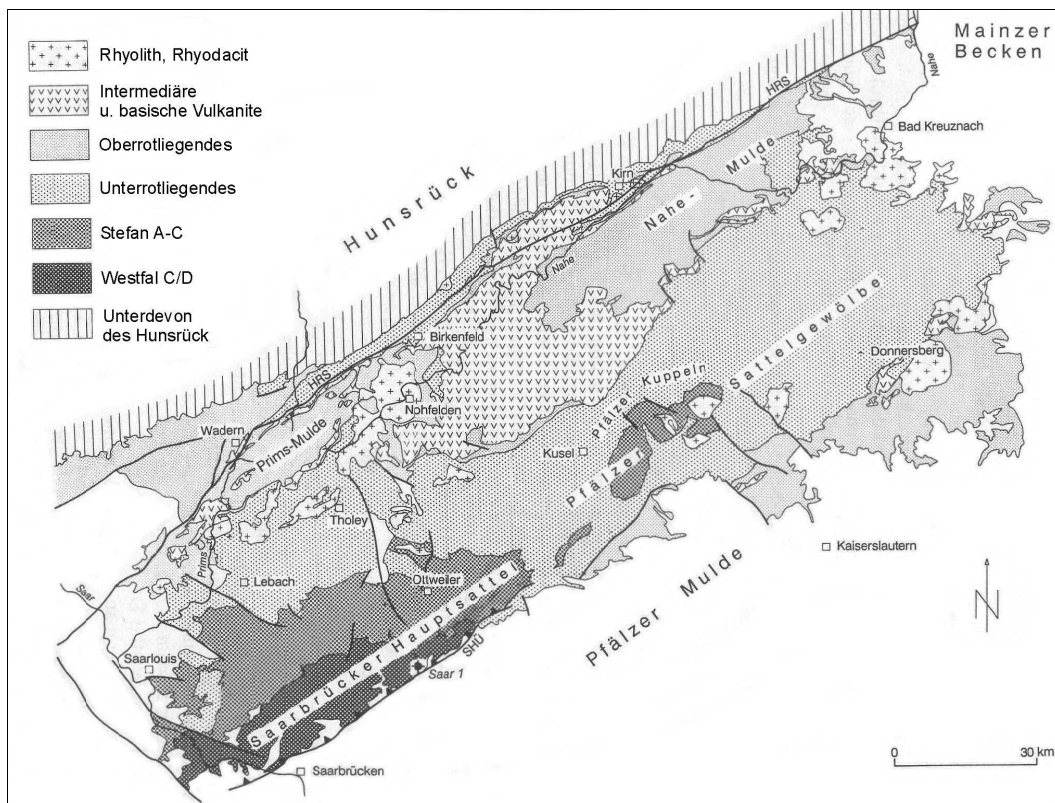 Rhyolith, Rhyodacit
Intermediäre
u. basische Vulkanite
Oberrotliegendes
Unterrotliegendes
Stefan A-C
Westfal C/D
Unterdevon
des Hunsrück
Mainzer
Becken
Nahe
HRS
Bad Kreuznach
Mulde
Kirn
Nahe-
Hunsrück
Nahe
Birkenfeld
Sattelgewölbe
Donnersberg
HRS
Kuppeln
Nohfelden
Pfälzer
Wadern
Prims-Mulde
Kusel
Pfälzer
Tholey
Kaiserslautern
Prims
Lebach
Ottweiler
N
Saar
Pfälzer Mulde
Saarbrücker Hauptsattel
SHÜ
Saarlouis
Saar 1
0 30 km
Saarbrücken